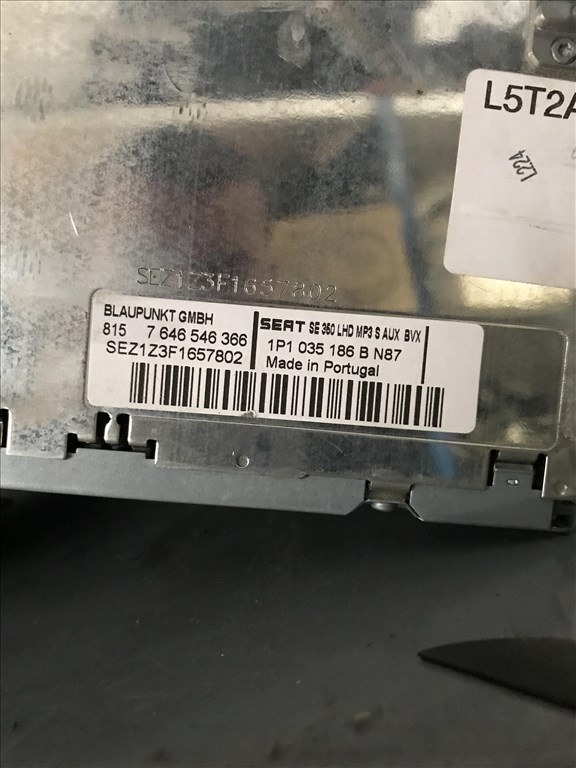 L5T2A
L224
SEZ1Z3F1657802
BLAUPUNKT GMBH
815 7 646 546 366
SEZ1Z3F1657802
SEAT SE 350 LHD MP3 S AUX BVX
1P1 035 186 B N87
Made in Portugal